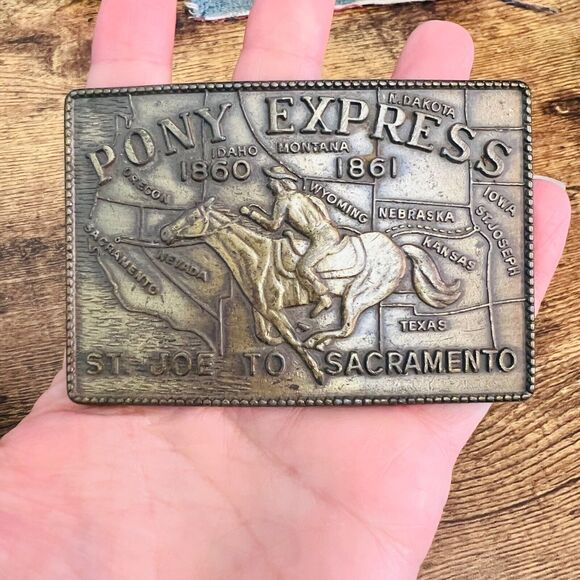 PONY EXPRESS
1860 1861
N. DAKOTA
IDAHO
MONTANA
OREGON
WYOMING
IOWA
NEBRASKA
ST. JOSEPH
SACRAMENTO
NEVADA
KANSAS
TEXAS
ST. JOE TO SACRAMENTO